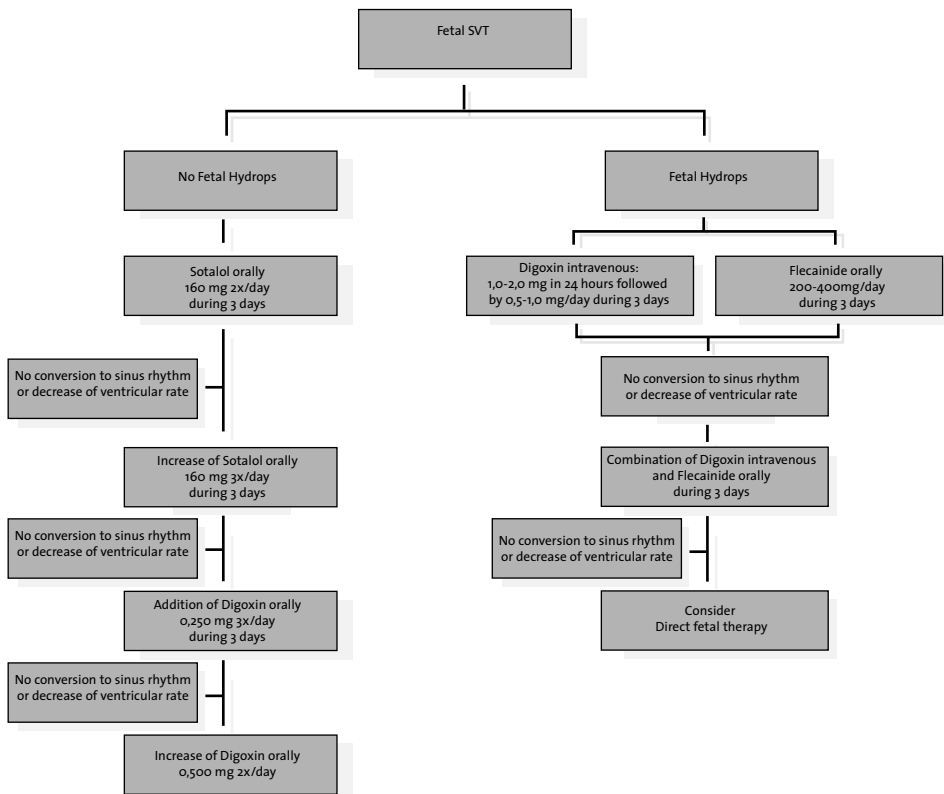 Fetal SVT
No Fetal Hydrops
Sotalol orally
160 mg 2x/day
during 3 days
No conversion to sinus rhythm
or decrease of ventricular rate
Increase of Sotalol orally
160 mg 3x/day
during 3 days
No conversion to sinus rhythm
or decrease of ventricular rate
Addition of Digoxin orally
0,250 mg 3x/day
during 3 days
No conversion to sinus rhythm
or decrease of ventricular rate
Increase of Digoxin orally
0,500 mg 2x/day
Fetal Hydrops
Digoxin intravenous:
1,0-2,0 mg in 24 hours followed
by 0,5-1,0 mg/day during 3 days
Flecainide orally
200-400mg/day
during 3 days
No conversion to sinus rhythm
or decrease of ventricular rate
Combination of Digoxin intravenous
and Flecainide orally
during 3 days
No conversion to sinus rhythm
or decrease of ventricular rate
Consider
Direct fetal therapy